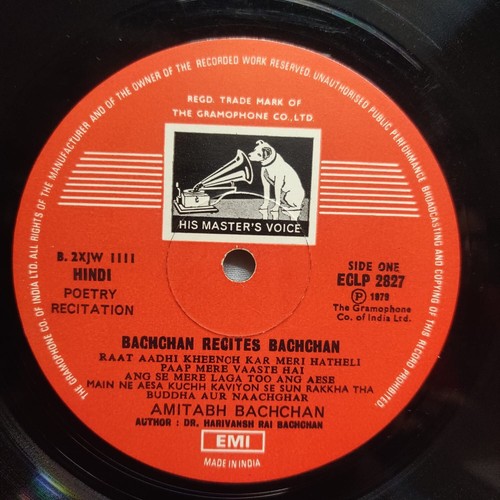 THE GRAMOPHONE CO. OF INDIA LTD. ALL RIGHTS OF THE MANUFACTURER AND OF THE OWNER OF THE RECORDED WORK RESERVED. UNAUTHORISED PUBLIC PERFORMANCE BROADCASTING AND COPYING OF THIS RECORD PROHIBITED.
REGD. TRADE MARK OF
THE GRAMOPHONE CO., LTD.
HIS MASTER'S VOICE
B. 2XJW 1111
HINDI
POETRY
RECITATION
SIDE ONE
ECLP 2827
Ⓟ 1979
The Gramophone
Co. of India Ltd.
BACHCHAN RECITES BACHCHAN
RAAT AADHI KHEENCH KAR MERI HATHELI
PAAP MERE VAASTE HAI
ANG SE MERE LAGA TOO ANG AESE
MAIN NE AESA KUCHH KAVIYON SE SUN RAKKHA THA
BUDDHA AUR NAACHGHAR
AMITABH BACHCHAN
AUTHOR : DR. HARIVANSH RAI BACHCHAN
EMI
MADE IN INDIA